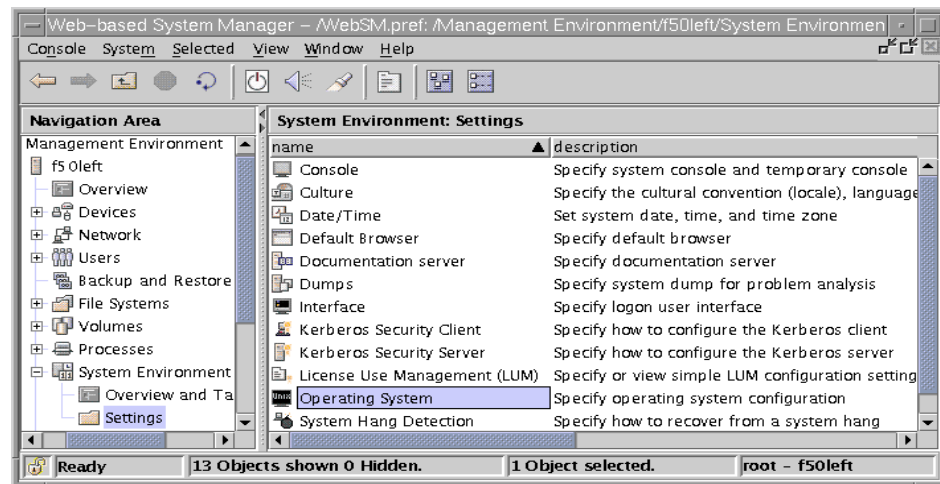 Web-based System Manager - /WebSM.pref: /Management Environment/f50left/System Environmen
Console System Selected View Window Help
Navigation Area
System Environment: Settings
Management Environment
f50left
Overview
Devices
Network
Users
Backup and Restore
File Systems
Volumes
Processes
System Environment
Overview and Ta
Settings
name description
Console Specify system console and temporary console
Culture Specify the cultural convention (locale), language
Date/Time Set system date, time, and time zone
Default Browser Specify default browser
Documentation server Specify documentation server
Dumps Specify system dump for problem analysis
Interface Specify logon user interface
Kerberos Security Client Specify how to configure the Kerberos client
Kerberos Security Server Specify how to configure the Kerberos server
License Use Management (LUM) Specify or view simple LUM configuration setting
Operating System Specify operating system configuration
System Hang Detection Specify how to recover from a system hang
Ready 13 Objects shown 0 Hidden. 1 Object selected. root - f50left